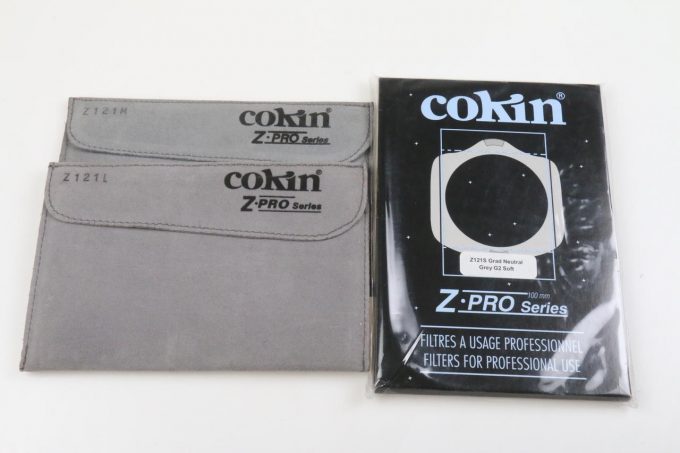 Z121M
cokin®
Z·PRO Series
Z121L
cokin®
Z·PRO Series
cokin®
Z121S Grad Neutral
Grey G2 Soft
100 mm
Z·PRO Series
FILTRES A USAGE PROFESSIONNEL
FILTERS FOR PROFESSIONAL USE